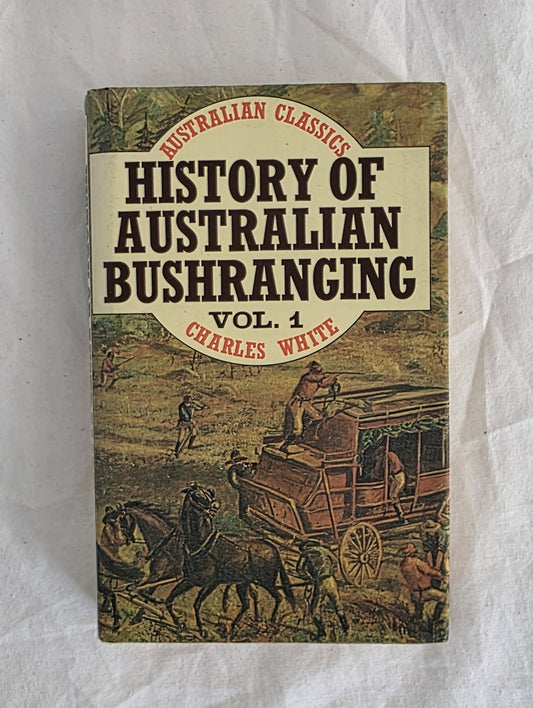 AUSTRALIAN CLASSICS
HISTORY OF
AUSTRALIAN
BUSHRANGING
VOL. 1
CHARLES WHITE